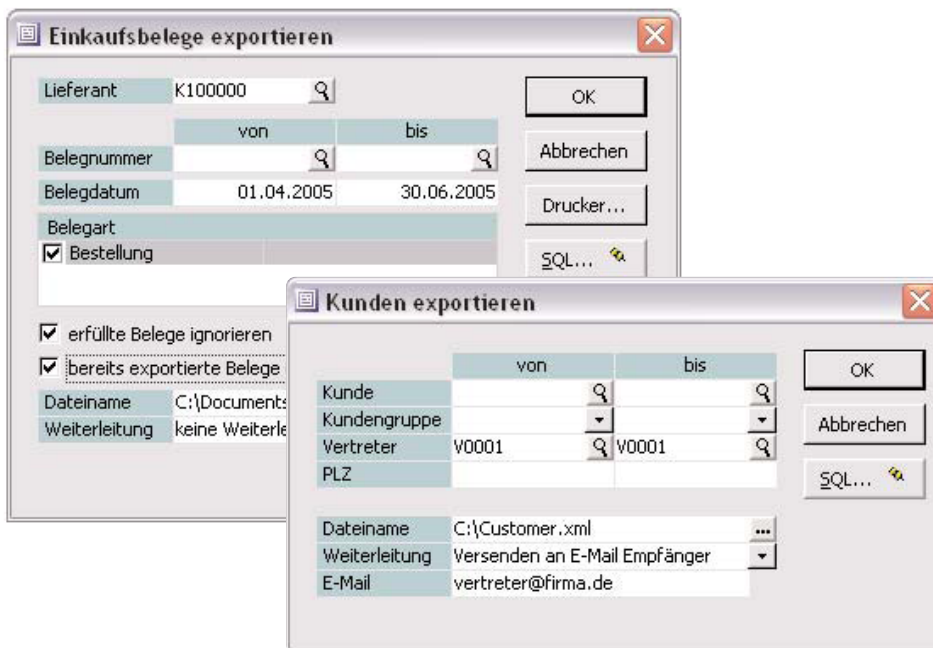 Einkaufsbelege exportieren
Lieferant K100000
OK
von bis
Belegnummer
Abbrechen
Belegdatum 01.04.2005 30.06.2005
Drucker...
Belegart
Bestellung
SQL...
erfüllte Belege ignorieren
bereits exportierte Belege
Dateiname C:\Documents
Weiterleitung keine
Kunden exportieren
von bis
OK
Kunde
Kundengruppe
Abbrechen
Vertreter V0001 V0001
PLZ
SQL...
Dateiname C:\Customer.xml ...
Weiterleitung Versenden an E-Mail Empfänger
E-Mail vertreter@firma.de